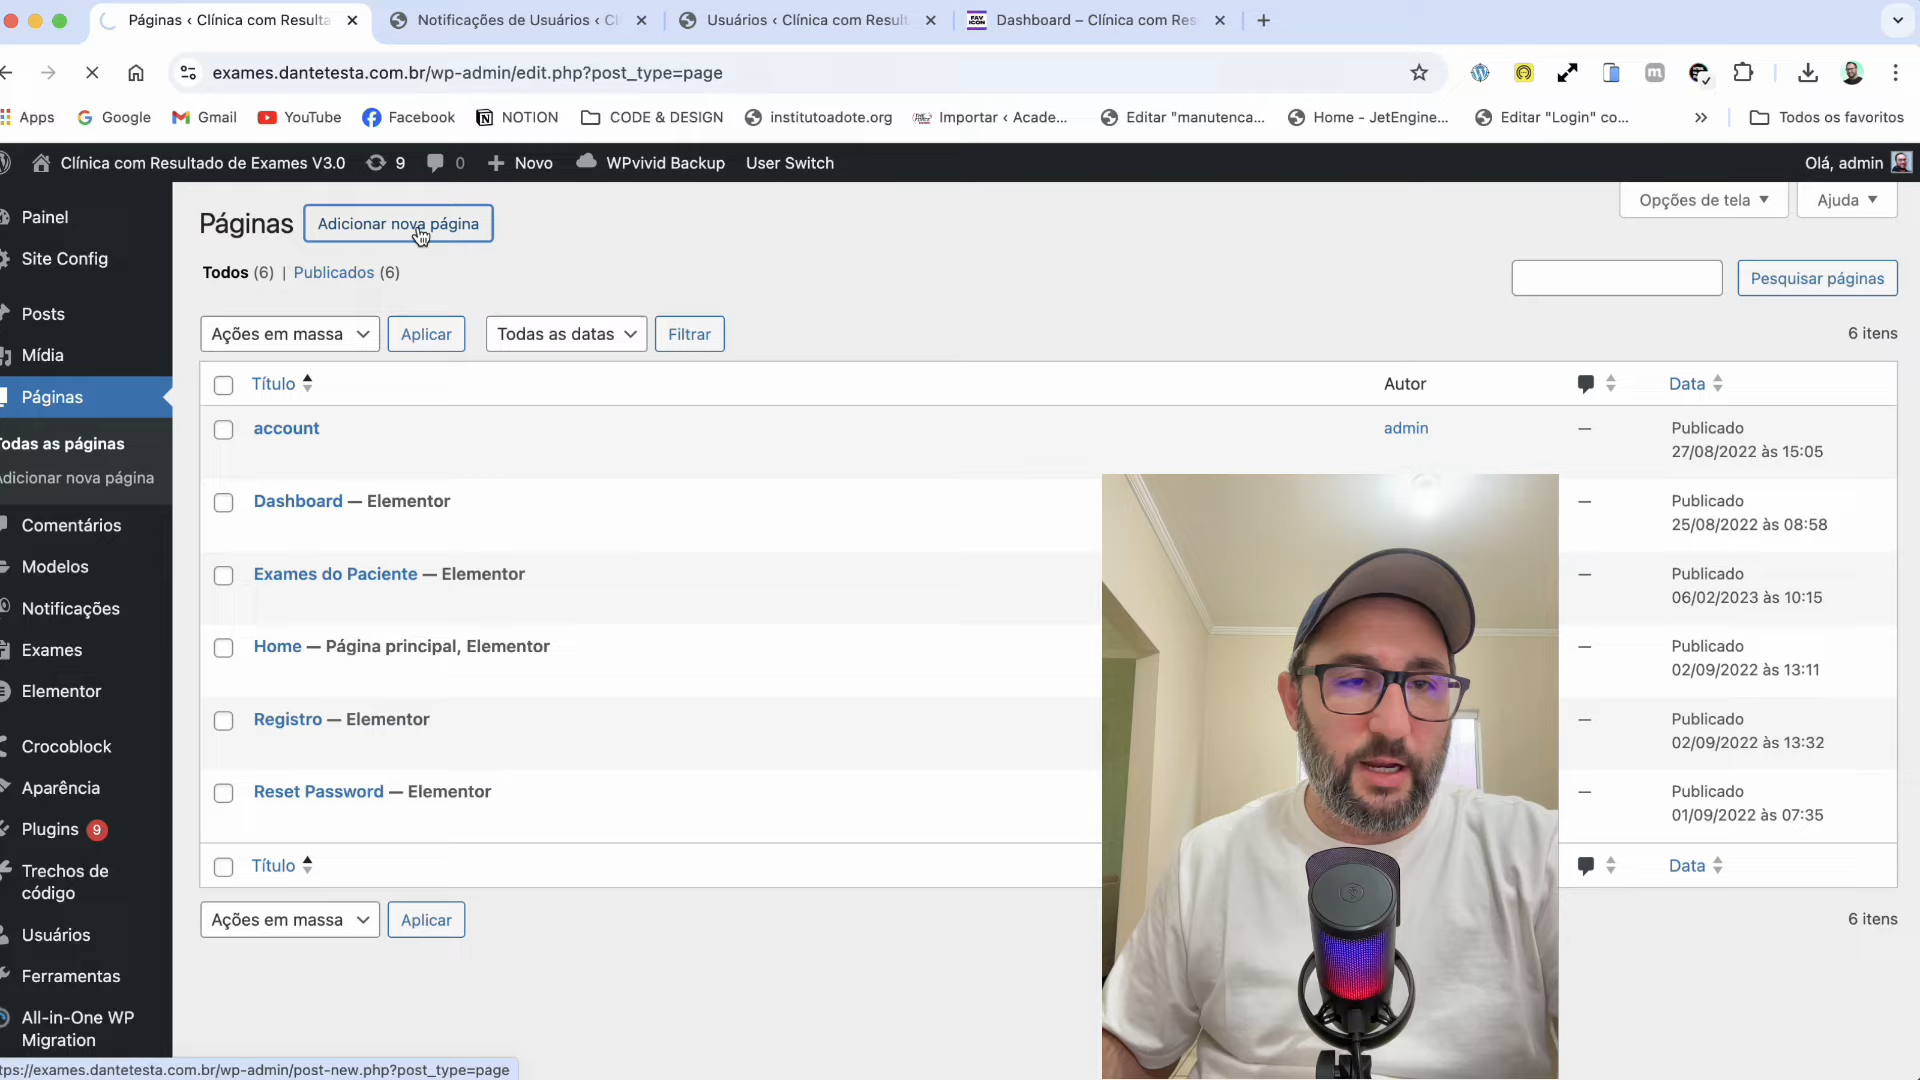 Páginas ‹ Clínica com Resulta
Notificações de Usuários ‹ Cl
Usuários ‹ Clínica com Result
FAV ICON
Dashboard – Clínica com Res
exames.dantetesta.com.br/wp-admin/edit.php?post_type=page
Apps
Google
Gmail
YouTube
Facebook
NOTION
CODE & DESIGN
institutoadote.org
Importar ‹ Acade...
Editar "manutenca...
Home - JetEngine...
Editar "Login" co...
»
Todos os favoritos
Clínica com Resultado de Exames V3.0
9
0
Novo
WPvivid Backup
User Switch
Olá, admin
Painel
Site Config
Posts
Mídia
Páginas
Todas as páginas
Adicionar nova página
Comentários
Modelos
Notificações
Exames
Elementor
Crocoblock
Aparência
Plugins 9
Trechos de
código
Usuários
Ferramentas
All-in-One WP
Migration
Páginas
Adicionar nova página
Opções de tela
Ajuda
Todos (6) | Publicados (6)
Pesquisar páginas
Ações em massa
Aplicar
Todas as datas
Filtrar
6 itens
Título
Autor
Data
account
admin
—
Publicado
27/08/2022 às 15:05
Dashboard — Elementor
—
Publicado
25/08/2022 às 08:58
Exames do Paciente — Elementor
—
Publicado
06/02/2023 às 10:15
Home — Página principal, Elementor
—
Publicado
02/09/2022 às 13:11
Registro — Elementor
—
Publicado
02/09/2022 às 13:32
Reset Password — Elementor
—
Publicado
01/09/2022 às 07:35
Título
Data
Ações em massa
Aplicar
6 itens
tps://exames.dantetesta.com.br/wp-admin/post-new.php?post_type=page